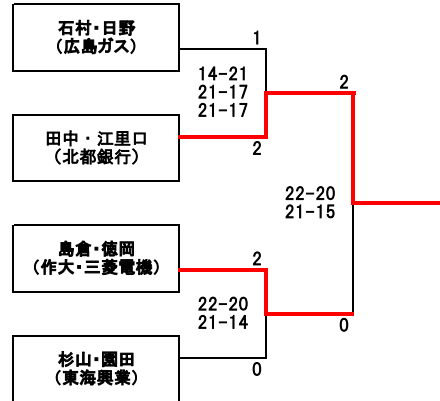 石村・日野
(広島ガス)
1
14-21
21-17
21-17
田中・江里口
(北都銀行)
2
2
22-20
21-15
島倉・徳岡
(作大・三菱電機)
2
22-20
21-14
0
杉山・園田
(東海興業)
0